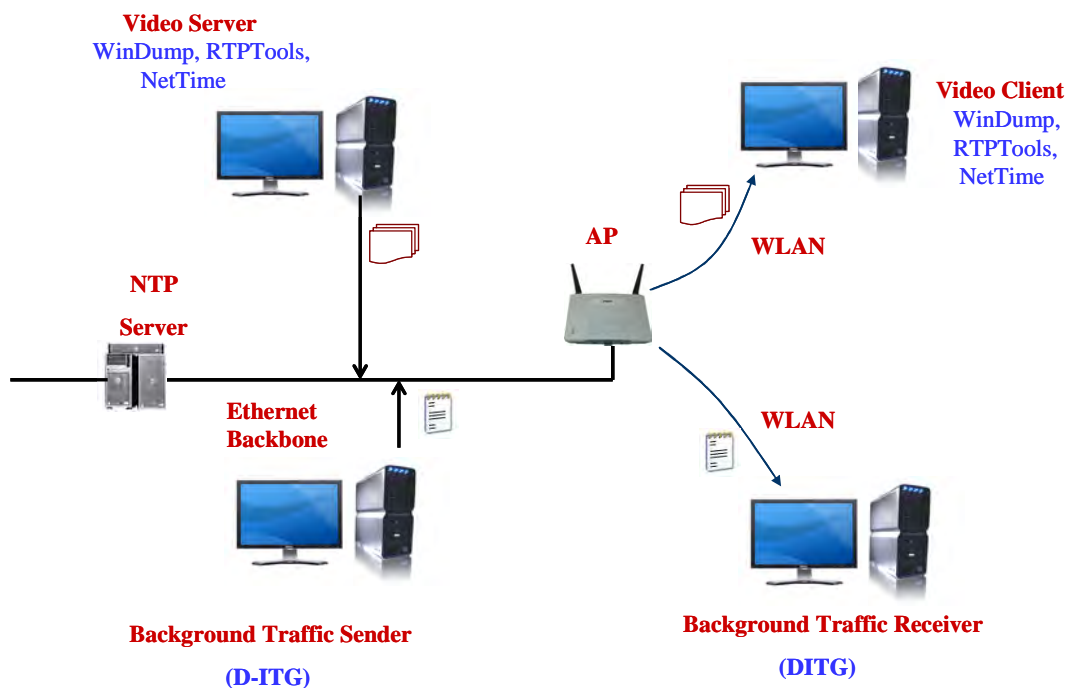 Video Server
WinDump, RTPTools,
NetTime
Video Client
WinDump,
RTPTools,
NetTime
AP
WLAN
NTP
Server
Ethernet
Backbone
WLAN
Background Traffic Sender
(D-ITG)
Background Traffic Receiver
(DITG)